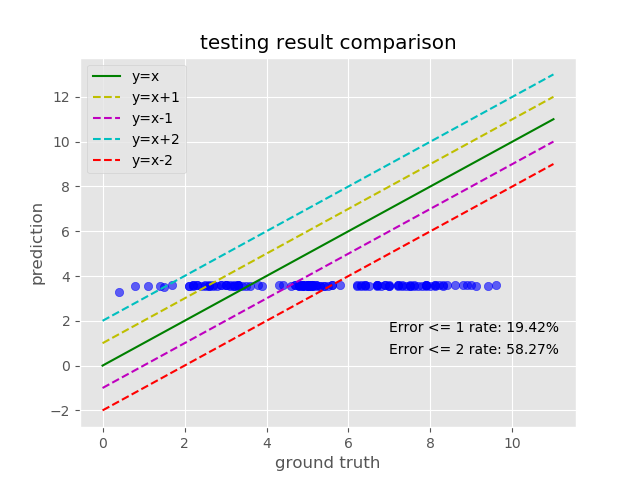 testing result comparison
y=x
y=x+1
y=x-1
y=x+2
y=x-2
12
10
8
6
4
2
0
−2
prediction
Error <= 1 rate: 19.42%
Error <= 2 rate: 58.27%
0 2 4 6 8 10
ground truth